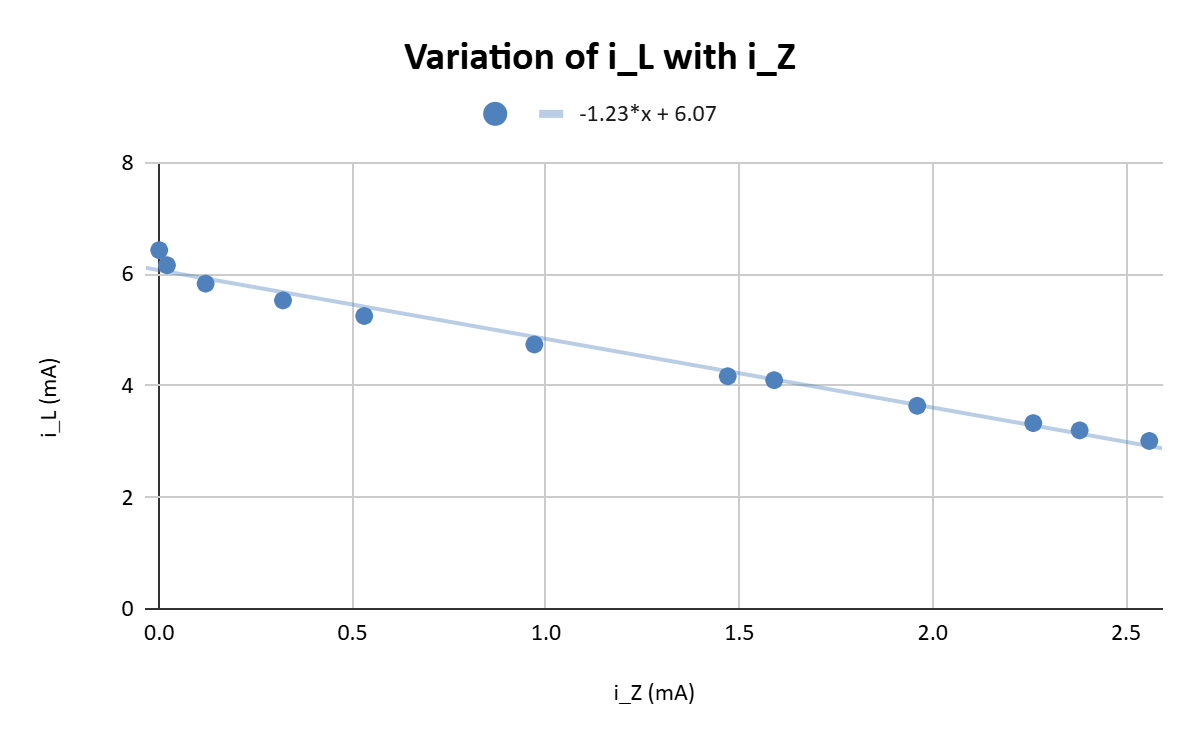 Variation of i_L with i_Z
-1.23*x + 6.07
8
6
4
2
0
i_L (mA)
0.0 0.5 1.0 1.5 2.0 2.5
i_Z (mA)